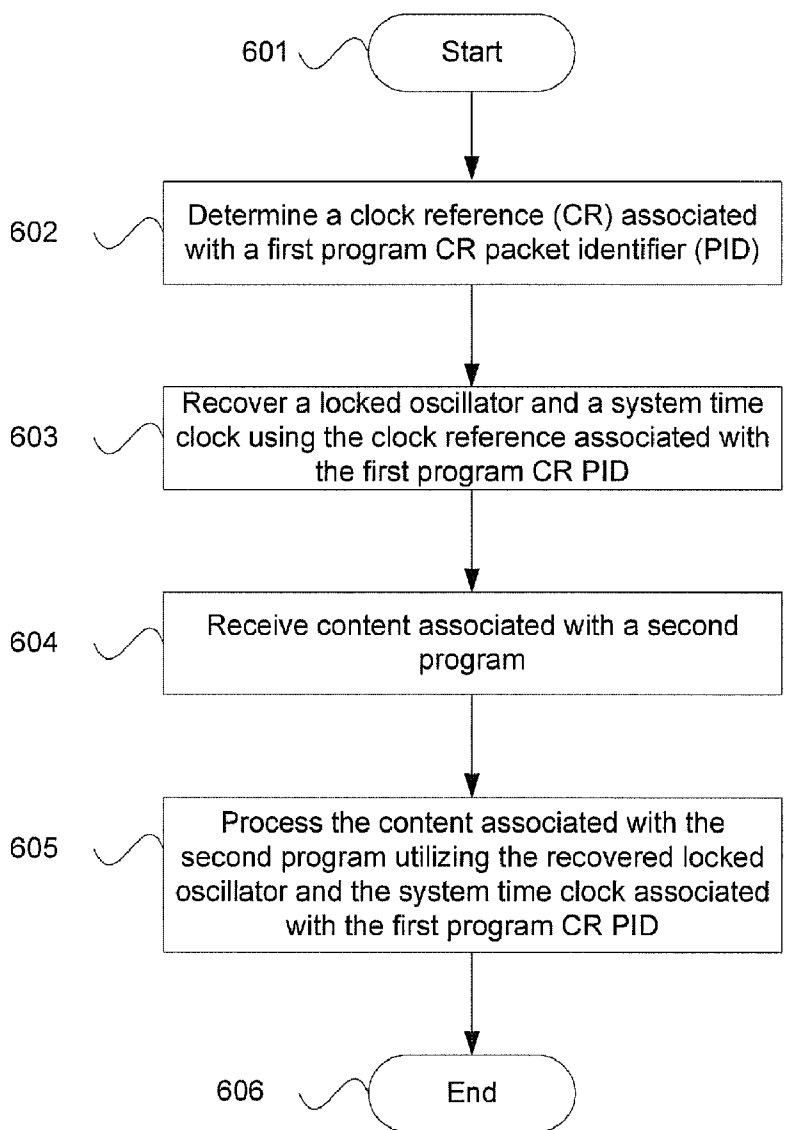 601
Start
602
Determine a clock reference (CR) associated
with a first program CR packet identifier (PID)
603
Recover a locked oscillator and a system time
clock using the clock reference associated with
the first program CR PID
604
Receive content associated with a second
program
605
Process the content associated with the
second program utilizing the recovered locked
oscillator and the system time clock associated
with the first program CR PID
606
End